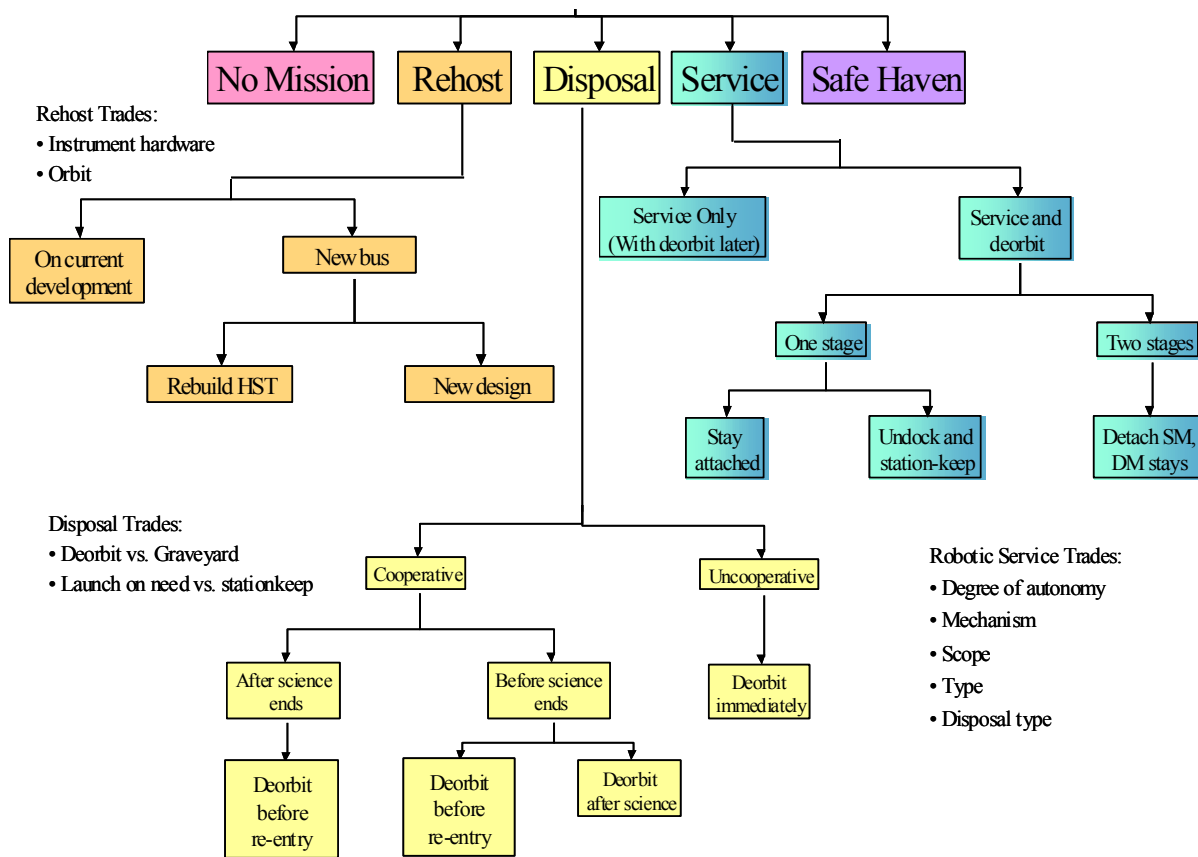 No Mission
Rehost
Disposal
Service
Safe Haven
Rehost Trades:
• Instrument hardware
• Orbit
On current
development
New bus
Rebuild HST
New design
Service Only
(With deorbit later)
Service and
deorbit
One stage
Two stages
Stay
attached
Undock and
station-keep
Detach SM,
DM stays
Disposal Trades:
• Deorbit vs. Graveyard
• Launch on need vs. stationkeep
Cooperative
Uncooperative
After science
ends
Before science
ends
Deorbit
immediately
Deorbit
before
re-entry
Deorbit
before
re-entry
Deorbit
after science
Robotic Service Trades:
• Degree of autonomy
• Mechanism
• Scope
• Type
• Disposal type